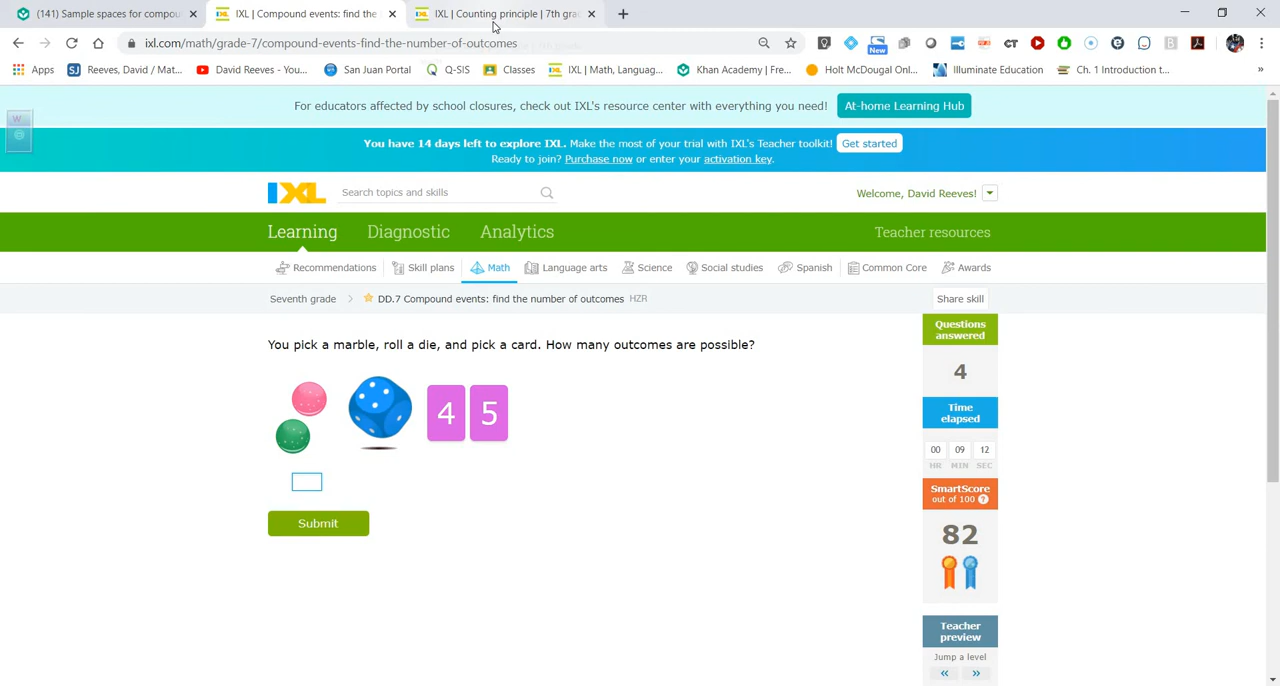 (141) Sample spaces for compou
IXL | Compound events: find the
IXL | Counting principle | 7th gra
ixl.com/math/grade-7/compound-events-find-the-number-of-outcomes
New
Apps
SJ Reeves, David / Mat...
David Reeves - You...
San Juan Portal
Q-SIS
Classes
IXL | Math, Languag...
Khan Academy | Fre...
Holt McDougal Onl...
Illuminate Education
Ch. 1 Introduction t...
For educators affected by school closures, check out IXL's resource center with everything you need!
At-home Learning Hub
You have 14 days left to explore IXL. Make the most of your trial with IXL's Teacher toolkit!
Get started
Ready to join? Purchase now or enter your activation key.
W
IXL
Search topics and skills
Welcome, David Reeves!
Learning
Diagnostic
Analytics
Teacher resources
Recommendations
Skill plans
Math
Language arts
Science
Social studies
Spanish
Common Core
Awards
Seventh grade
DD.7 Compound events: find the number of outcomes HZR
Share skill
You pick a marble, roll a die, and pick a card. How many outcomes are possible?
4 5
Submit
Questions
answered
4
Time
elapsed
00 09 12
HR MIN SEC
SmartScore
out of 100 ?
82
Teacher
preview
Jump a level
« »